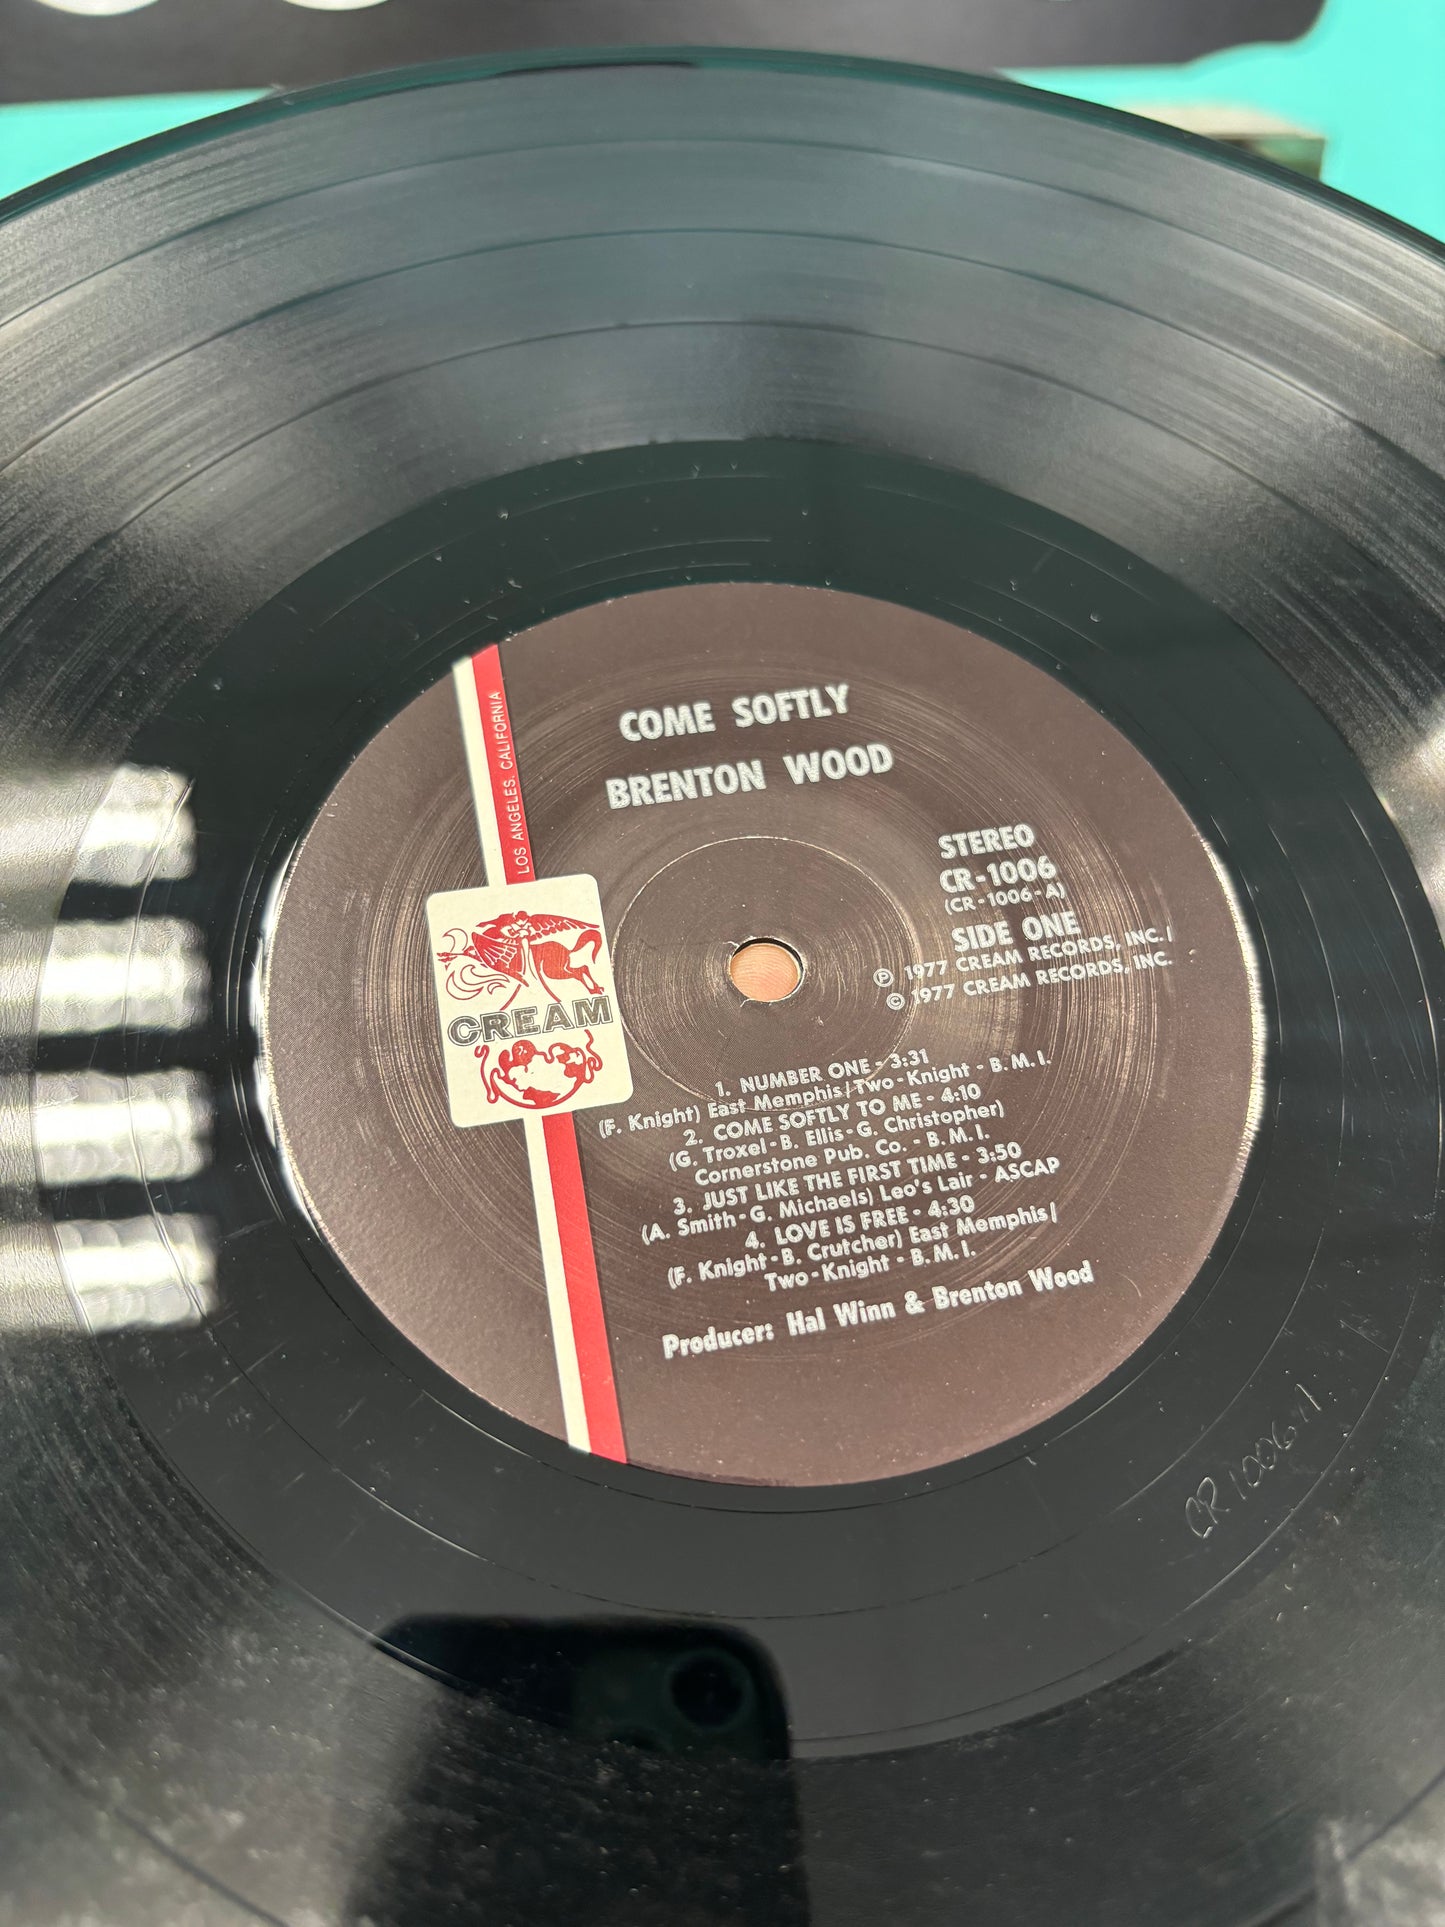 COME SOFTLY
BRENTON WOOD
LOS ANGELES, CALIFORNIA
STEREO
CR-1006
(CR-1006-A)
SIDE ONE
℗ 1977 CREAM RECORDS, INC. /
© 1977 CREAM RECORDS, INC.
CREAM
1. NUMBER ONE - 3:31
(F. Knight) East Memphis/Two-Knight - B.M.I.
2. COME SOFTLY TO ME - 4:10
(G. Troxel-B. Ellis-G. Christopher)
Cornerstone Pub. Co. - B.M.I.
3. JUST LIKE THE FIRST TIME - 3:50
(A. Smith-G. Michaels) Leo's Lair - ASCAP
4. LOVE IS FREE - 4:30
(F. Knight-B. Crutcher) East Memphis/
Two-Knight - B.M.I.
Producer: Hal Winn & Brenton Wood
CR 1006-1